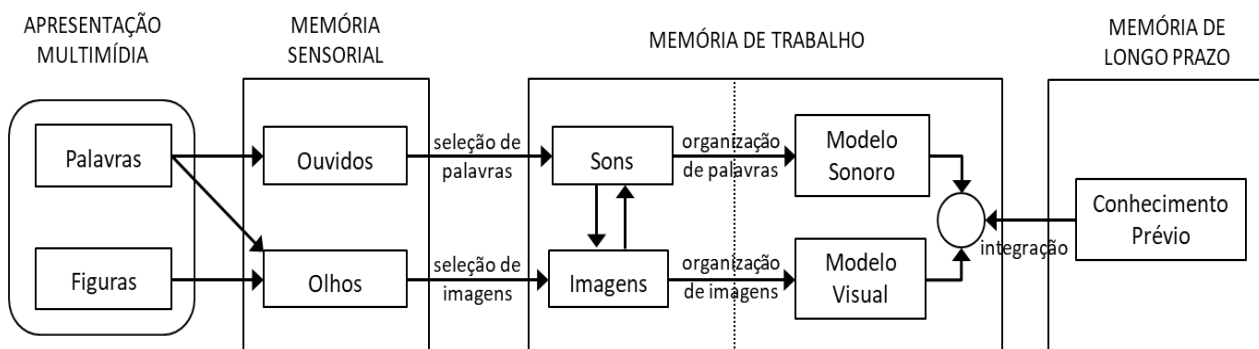 APRESENTAÇÃO
MULTIMÍDIA
MEMÓRIA
SENSORIAL
MEMÓRIA DE TRABALHO
MEMÓRIA DE
LONGO PRAZO
Palavras
Ouvidos
seleção de
palavras
Sons
organização
de palavras
Modelo
Sonoro
Figuras
Olhos
seleção de
imagens
Imagens
organização
de imagens
Modelo
Visual
integração
Conhecimento
Prévio